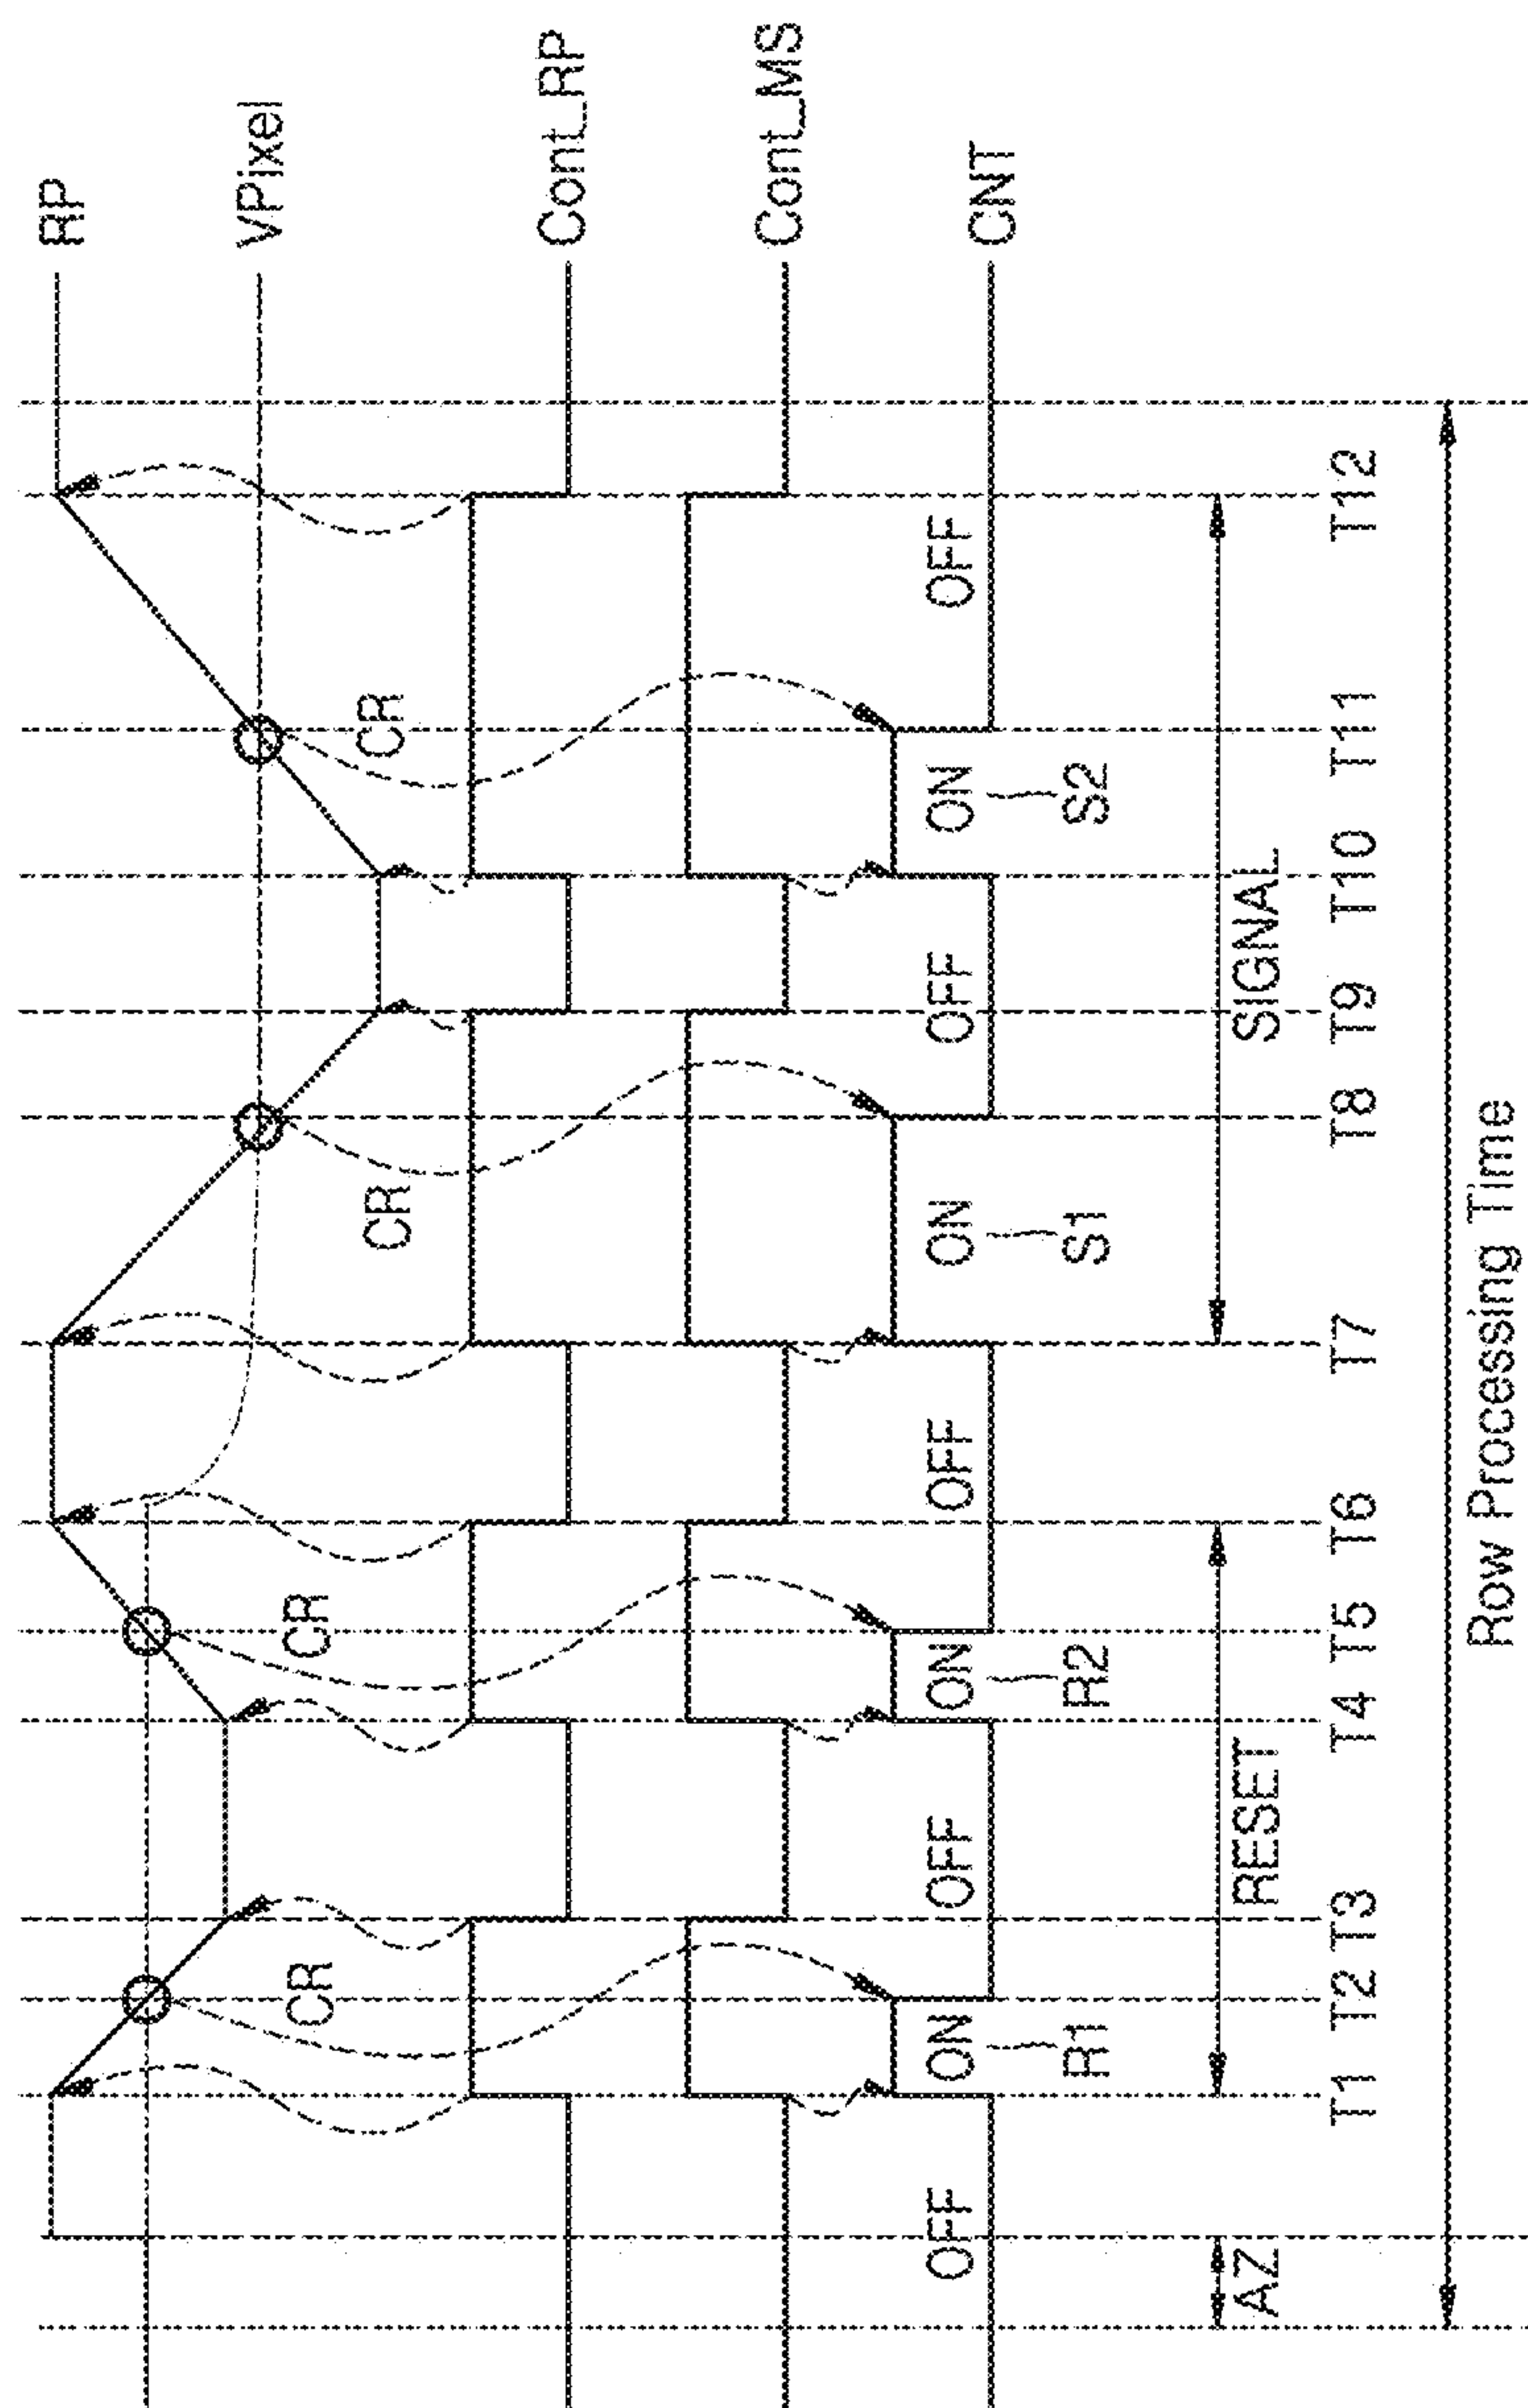 RP
VPixel
CR
CR
CR
CR
Cont_RP
Cont_MS
OFF
ON
OFF
ON
OFF
ON
OFF
ON
OFF
CNT
R1
R2
S1
S2
AZ
RESET
SIGNAL
T1
T2
T3
T4
T5
T6
T7
T8
T9
T10
T11
T12
Row Processing Time